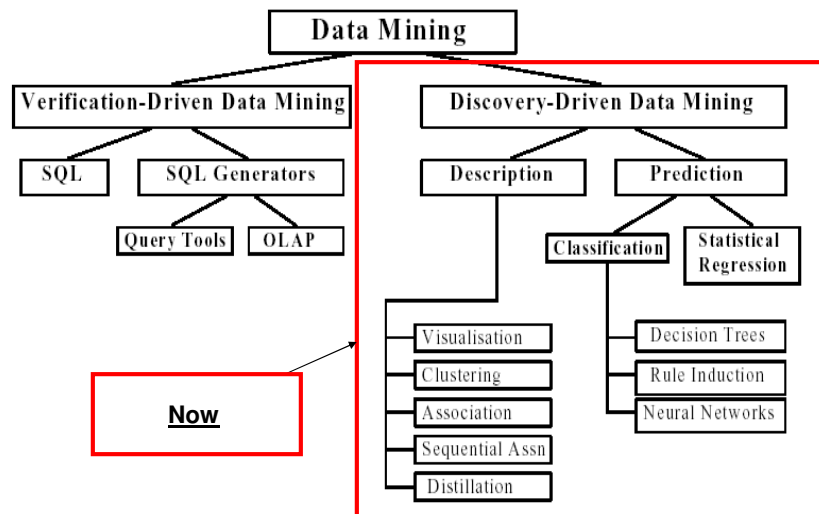 Data Mining
Verification-Driven Data Mining
Discovery-Driven Data Mining
SQL
SQL Generators
Description
Prediction
Query Tools
OLAP
Classification
Statistical
Regression
Visualisation
Clustering
Association
Sequential Assn
Distillation
Decision Trees
Rule Induction
Neural Networks
Now